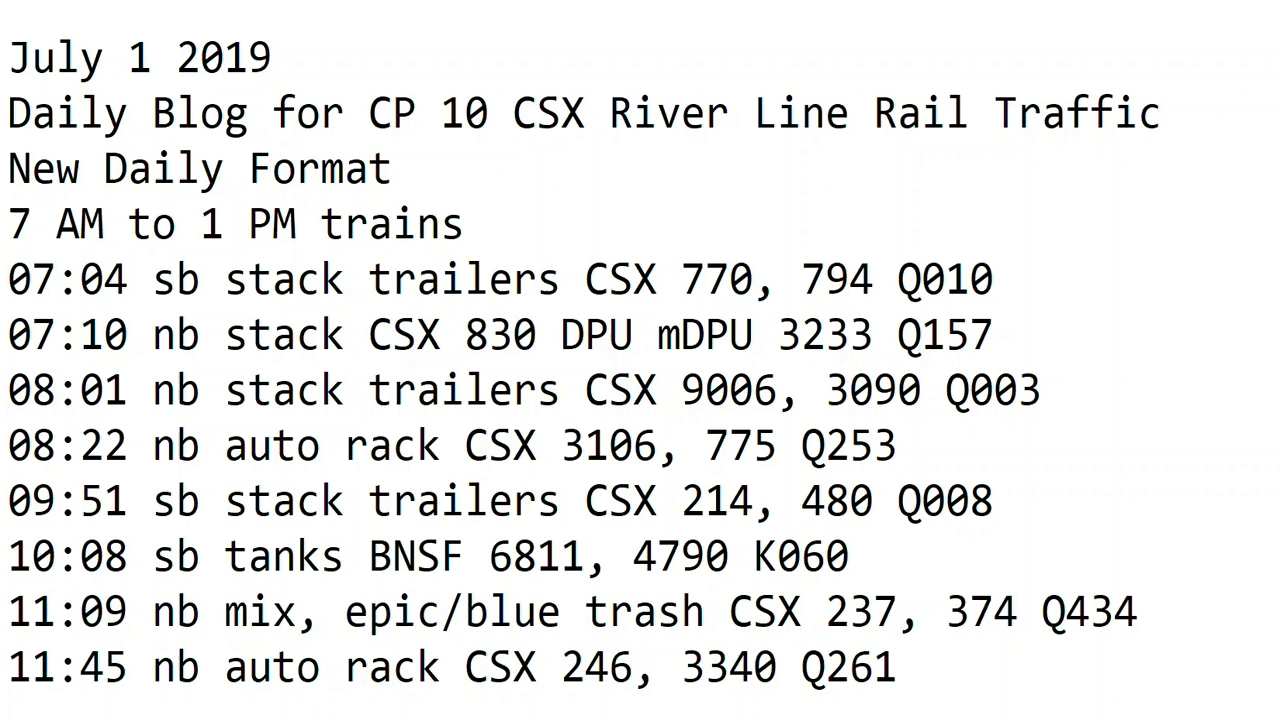 July 1 2019
Daily Blog for CP 10 CSX River Line Rail Traffic
New Daily Format
7 AM to 1 PM trains
07:04 sb stack trailers CSX 770, 794 Q010
07:10 nb stack CSX 830 DPU mDPU 3233 Q157
08:01 nb stack trailers CSX 9006, 3090 Q003
08:22 nb auto rack CSX 3106, 775 Q253
09:51 sb stack trailers CSX 214, 480 Q008
10:08 sb tanks BNSF 6811, 4790 K060
11:09 nb mix, epic/blue trash CSX 237, 374 Q434
11:45 nb auto rack CSX 246, 3340 Q261